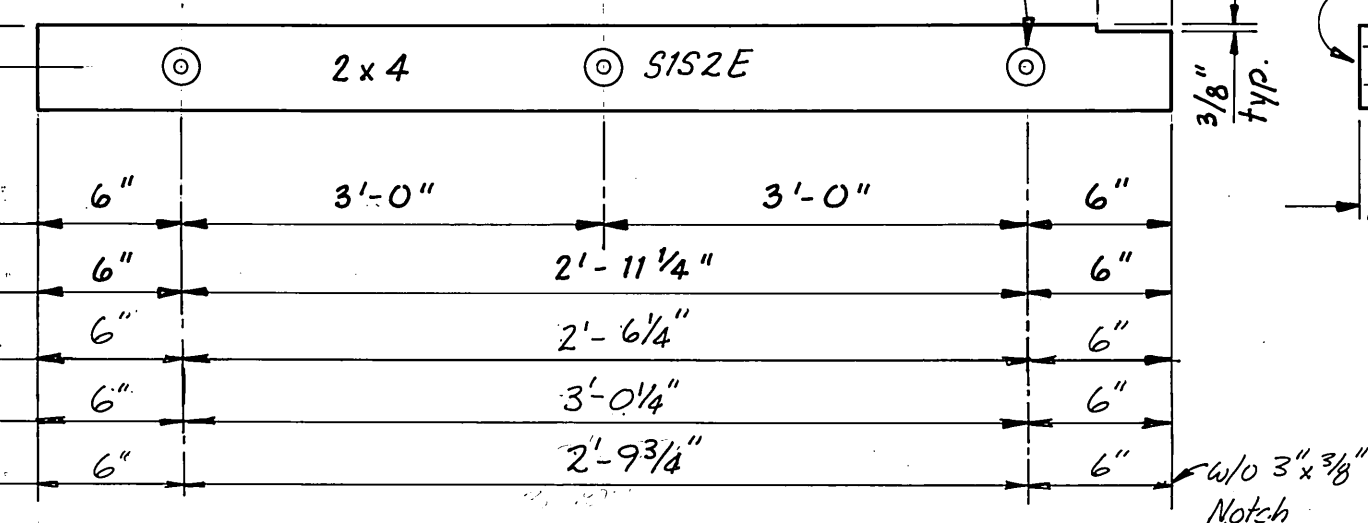 2 x 4 S1S2E
3/8" typ.
6" 3'-0" 3'-0" 6"
6" 2'-11 1/4" 6"
6" 2'-6 1/4" 6"
6" 3'-0 1/4" 6"
6" 2'-9 3/4" 6"
w/o 3" x 3/8"
Notch